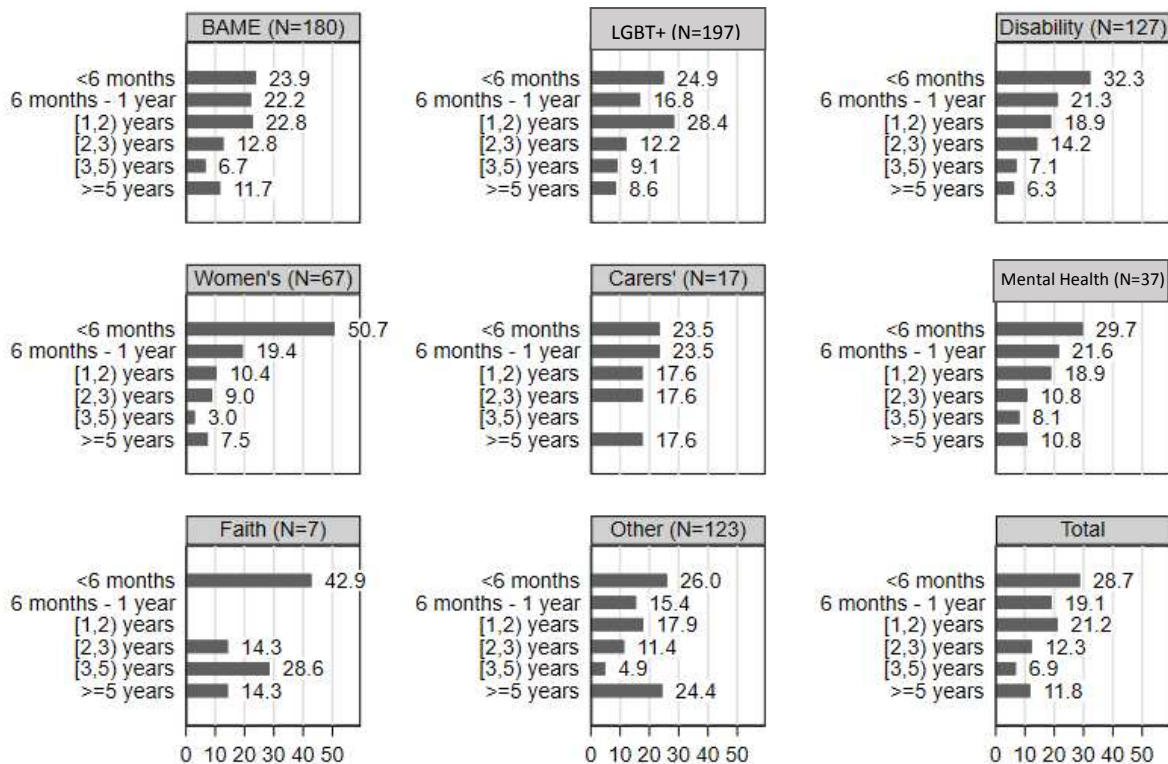 BAME (N=180)
<6 months 23.9
6 months - 1 year 22.2
[1,2) years 22.8
[2,3) years 12.8
[3,5) years 6.7
>=5 years 11.7
LGBT+ (N=197)
<6 months 24.9
6 months - 1 year 16.8
[1,2) years 28.4
[2,3) years 12.2
[3,5) years 9.1
>=5 years 8.6
Disability (N=127)
<6 months 32.3
6 months - 1 year 21.3
[1,2) years 18.9
[2,3) years 14.2
[3,5) years 7.1
>=5 years 6.3
Women's (N=67)
<6 months 50.7
6 months - 1 year 19.4
[1,2) years 10.4
[2,3) years 9.0
[3,5) years 3.0
>=5 years 7.5
Carers' (N=17)
<6 months 23.5
6 months - 1 year 23.5
[1,2) years 17.6
[2,3) years 17.6
[3,5) years
>=5 years 17.6
Mental Health (N=37)
<6 months 29.7
6 months - 1 year 21.6
[1,2) years 18.9
[2,3) years 10.8
[3,5) years 8.1
>=5 years 10.8
Faith (N=7)
<6 months 42.9
6 months - 1 year
[1,2) years
[2,3) years 14.3
[3,5) years 28.6
>=5 years 14.3
0 10 20 30 40 50
Other (N=123)
<6 months 26.0
6 months - 1 year 15.4
[1,2) years 17.9
[2,3) years 11.4
[3,5) years 4.9
>=5 years 24.4
0 10 20 30 40 50
Total
<6 months 28.7
6 months - 1 year 19.1
[1,2) years 21.2
[2,3) years 12.3
[3,5) years 6.9
>=5 years 11.8
0 10 20 30 40 50